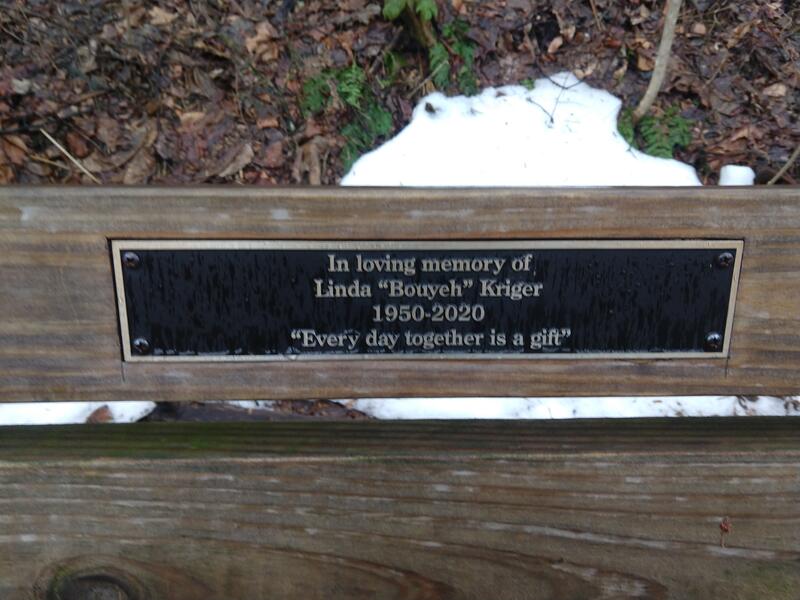 In loving memory of
Linda “Bouyeh” Kriger
1950-2020
“Every day together is a gift”